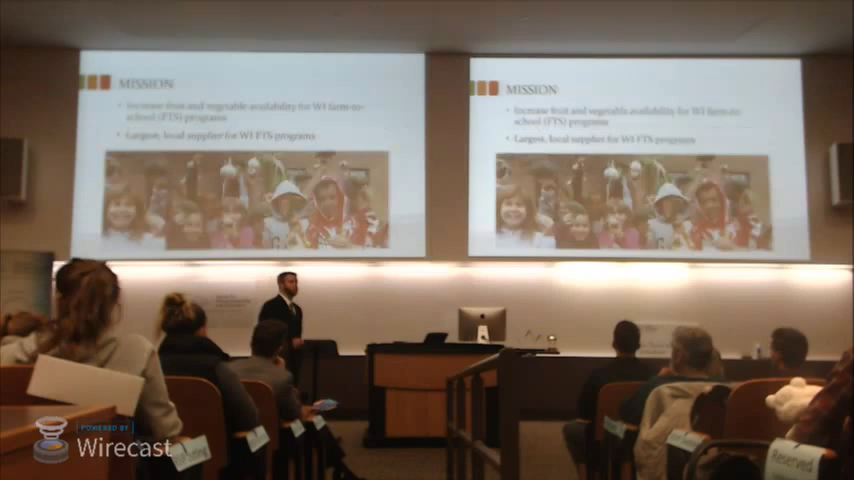 MISSION
Increase fruit and vegetable availability for WI farm-to-
school (FTS) programs
Largest, local supplier for WI FTS programs
MISSION
Increase fruit and vegetable availability for WI farm-to-
school (FTS) programs
Largest, local supplier for WI FTS programs
POWERED BY
Wirecast
Reserved